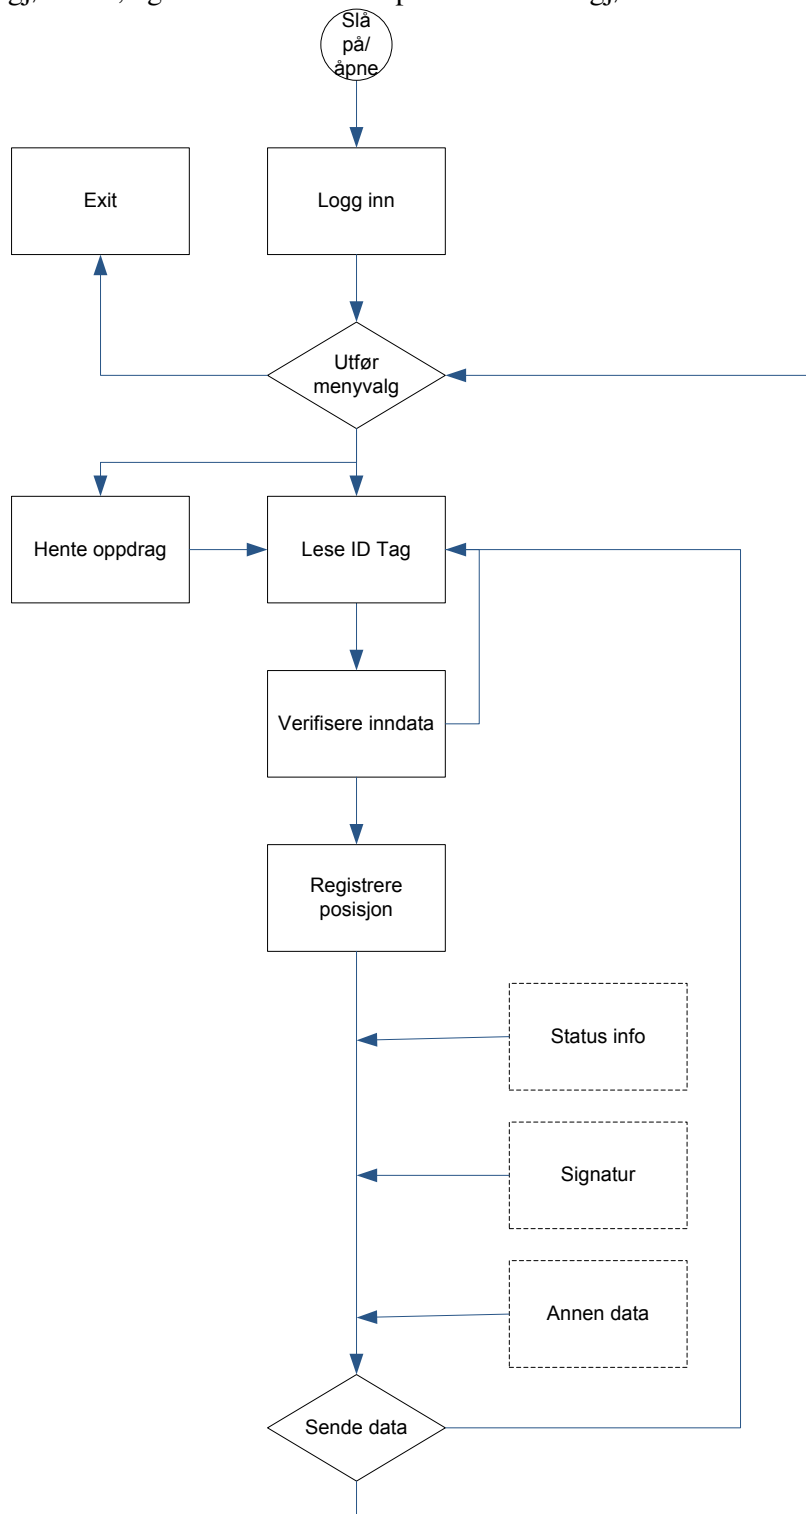 Slå
på/
åpne
Exit
Logg inn
Utfør
menyvalg
Hente oppdrag
Lese ID Tag
Verifisere inndata
Registrere
posisjon
Status info
Signatur
Annen data
Sende data